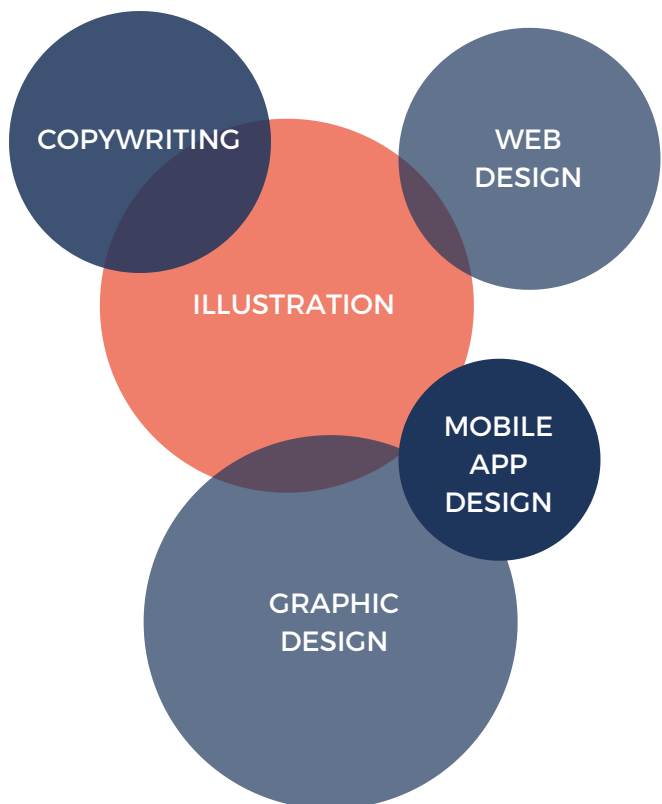 COPYWRITING
WEB
DESIGN
ILLUSTRATION
MOBILE
APP
DESIGN
GRAPHIC
DESIGN